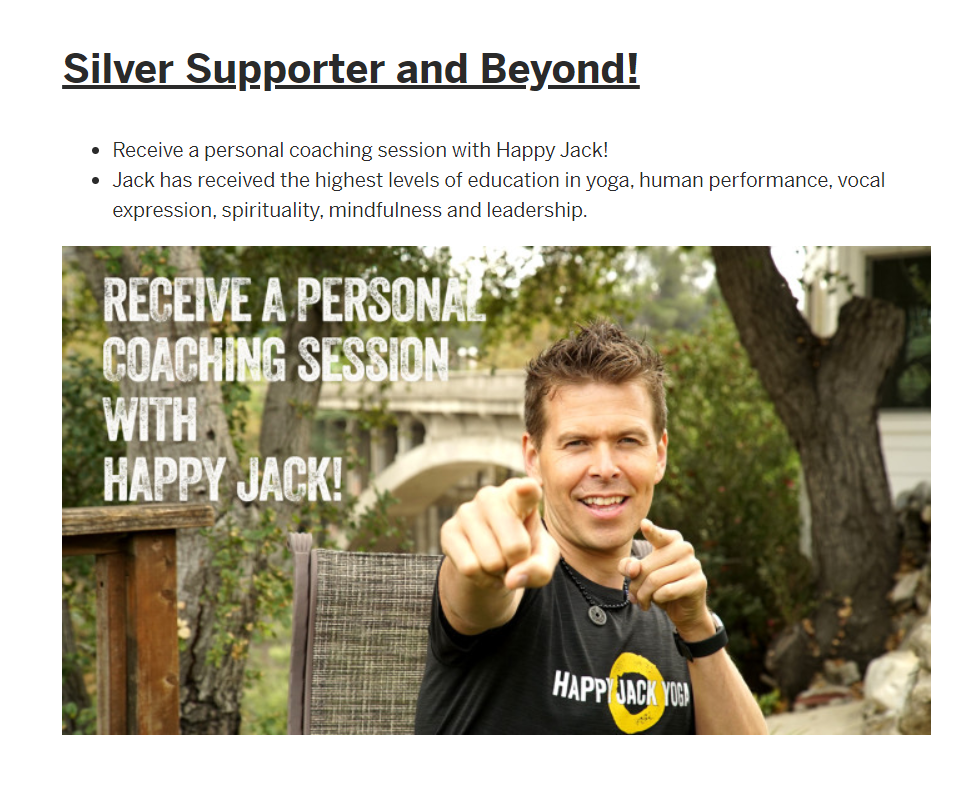 Silver Supporter and Beyond!
Receive a personal coaching session with Happy Jack!
Jack has received the highest levels of education in yoga, human performance, vocal
expression, spirituality, mindfulness and leadership.
RECEIVE A PERSONAL
COACHING SESSION
WITH
HAPPY JACK!
HAPPY JACK YOGA